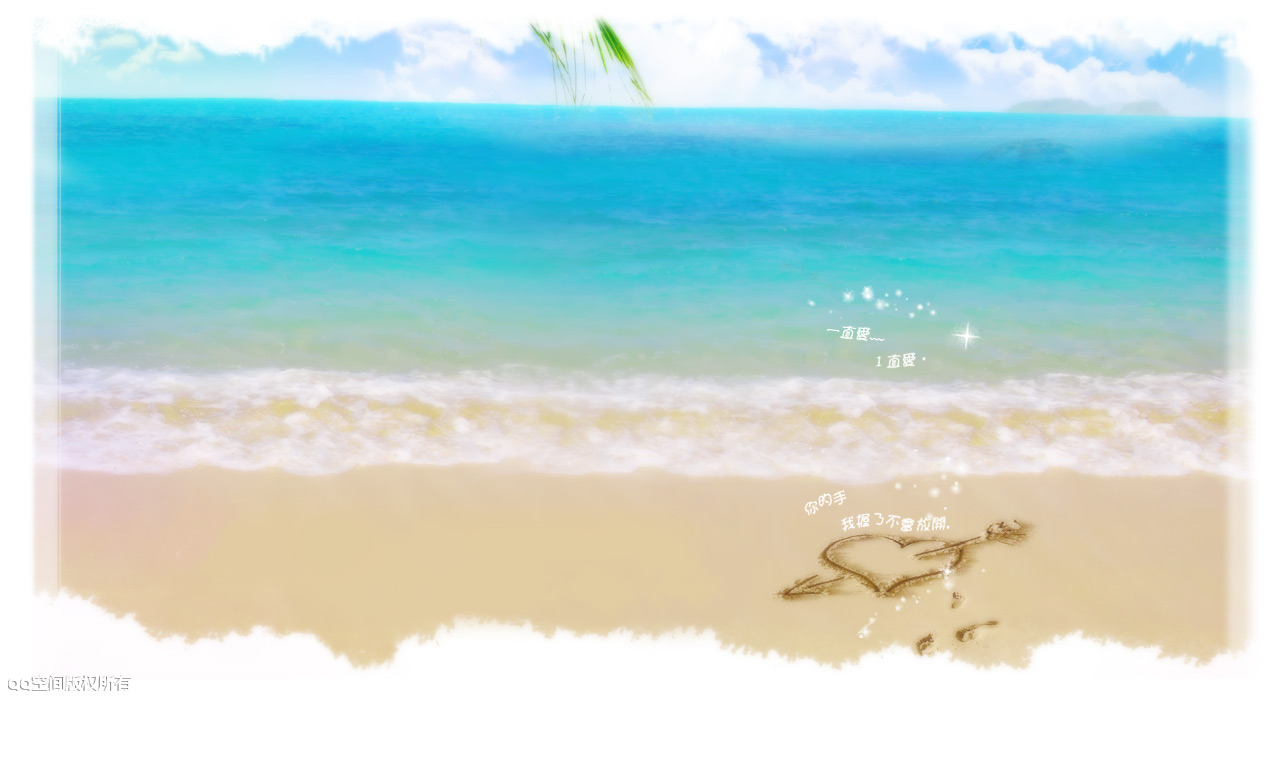 一直愛﹏
1 直愛·
你的手
我握了不會放開.
QQ空间版权所有